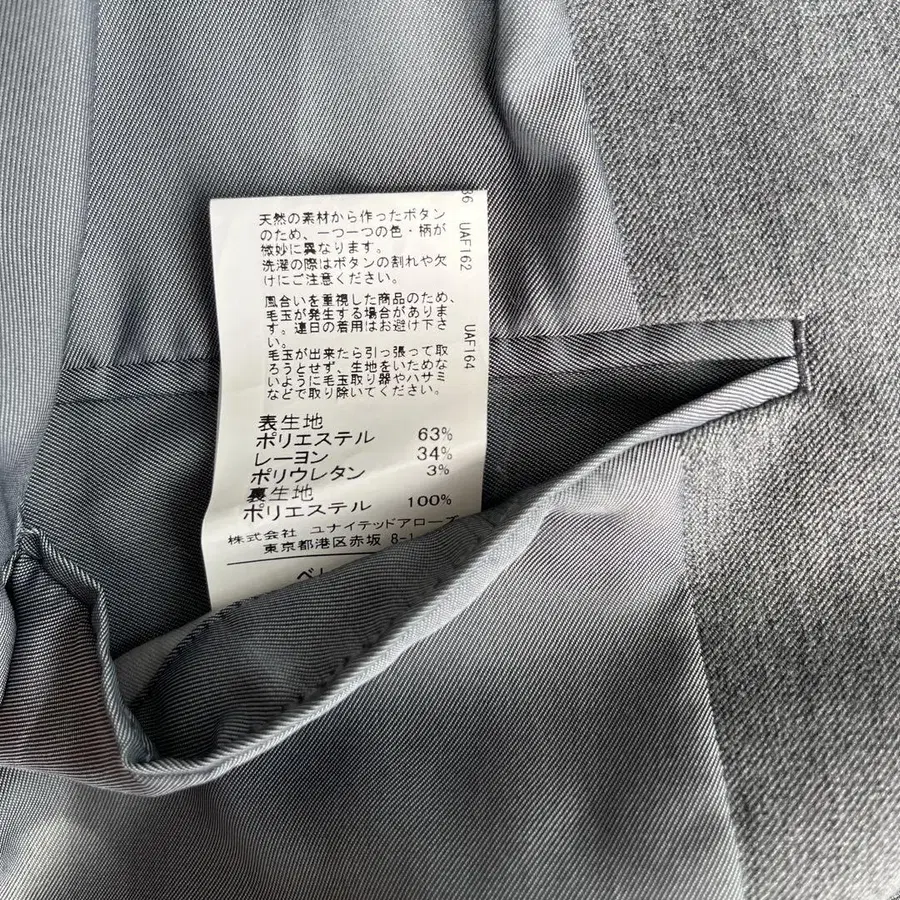 天然の素材から作ったボタン
のため、一つ一つの色・柄が
微妙に異なります。
洗濯の際はボタンの割れや欠
けにご注意ください。
風合いを重視した商品のため、
毛玉が発生する場合がありま
す。連日の着用はお避け下さ
い。
毛玉が出来たら引っ張って取
ろうとせず、生地をいためな
いように毛玉取り器やハサミ
などで取り除いてください。
表生地
ポリエステル 63%
レーヨン 34%
ポリウレタン 3%
裏生地
ポリエステル 100%
株式会社 ユナイテッドアローズ
東京都港区赤坂 8-1
UAF162
UAF164